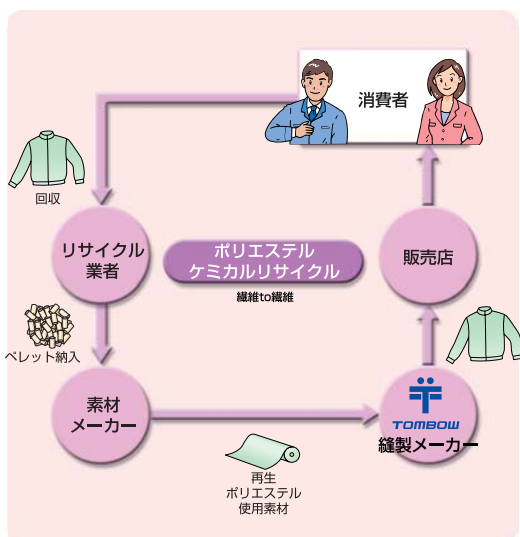 消費者
回収
リサイクル
業者
ポリエステル
ケミカルリサイクル
繊維to繊維
販売店
ペレット納入
素材
メーカー
TOMBOW
縫製メーカー
再生
ポリエステル
使用素材